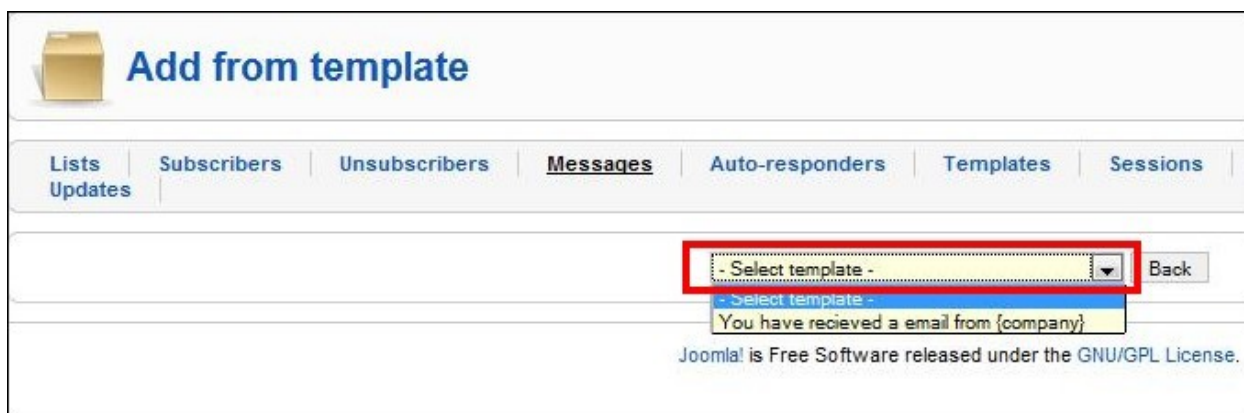 Add from template
Lists Subscribers Unsubscribers Messages Auto-responders Templates Sessions
Updates
- Select template - Back
- Select template -
You have recieved a email from {company}
Joomla! is Free Software released under the GNU/GPL License.